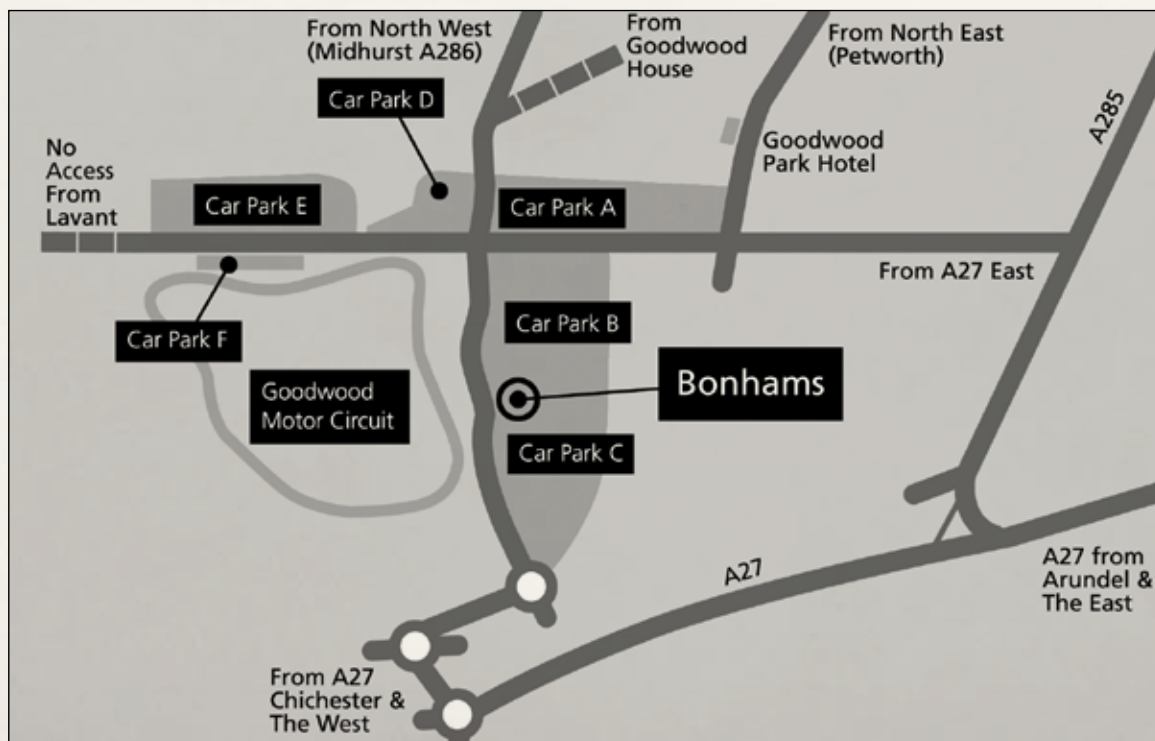 From North West
(Midhurst A286)
From
Goodwood
House
From North East
(Petworth)
Car Park D
A285
Goodwood
Park Hotel
No
Access
From
Lavant
Car Park E
Car Park A
From A27 East
Car Park B
Car Park F
Bonhams
Goodwood
Motor Circuit
Car Park C
A27
A27 from
Arundel &
The East
From A27
Chichester &
The West